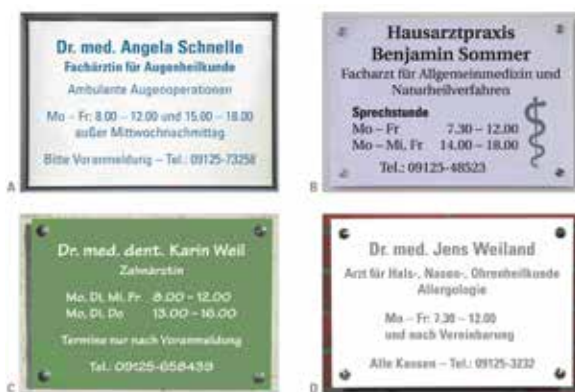 Dr. med. Angela Schnelle
Fachärztin für Augenheilkunde
Ambulante Augenoperationen
Mo – Fr: 8.00 – 12.00 und 15.00 – 18.00
außer Mittwochnachmittag
Bitte Voranmeldung – Tel.: 09125-73258
A
Hausarztpraxis
Benjamin Sommer
Facharzt für Allgemeinmedizin und
Naturheilverfahren
Sprechstunde
Mo – Fr 7.30 – 12.00
Mo – Mi, Fr 14.00 – 18.00
Tel.: 09125-48523
B
Dr. med. dent. Karin Weil
Zahnärztin
Mo, Di, Mi, Fr 8.00 – 12.00
Mo, Di, Do 13.00 – 16.00
Termine nur nach Voranmeldung
Tel. 09125-658439
C
Dr. med. Jens Weiland
Arzt für Hals-, Nasen-, Ohrenheilkunde
Allergologie
Mo – Fr: 7.30 – 12.00
und nach Vereinbarung
Alle Kassen – Tel.: 09125-3232
D